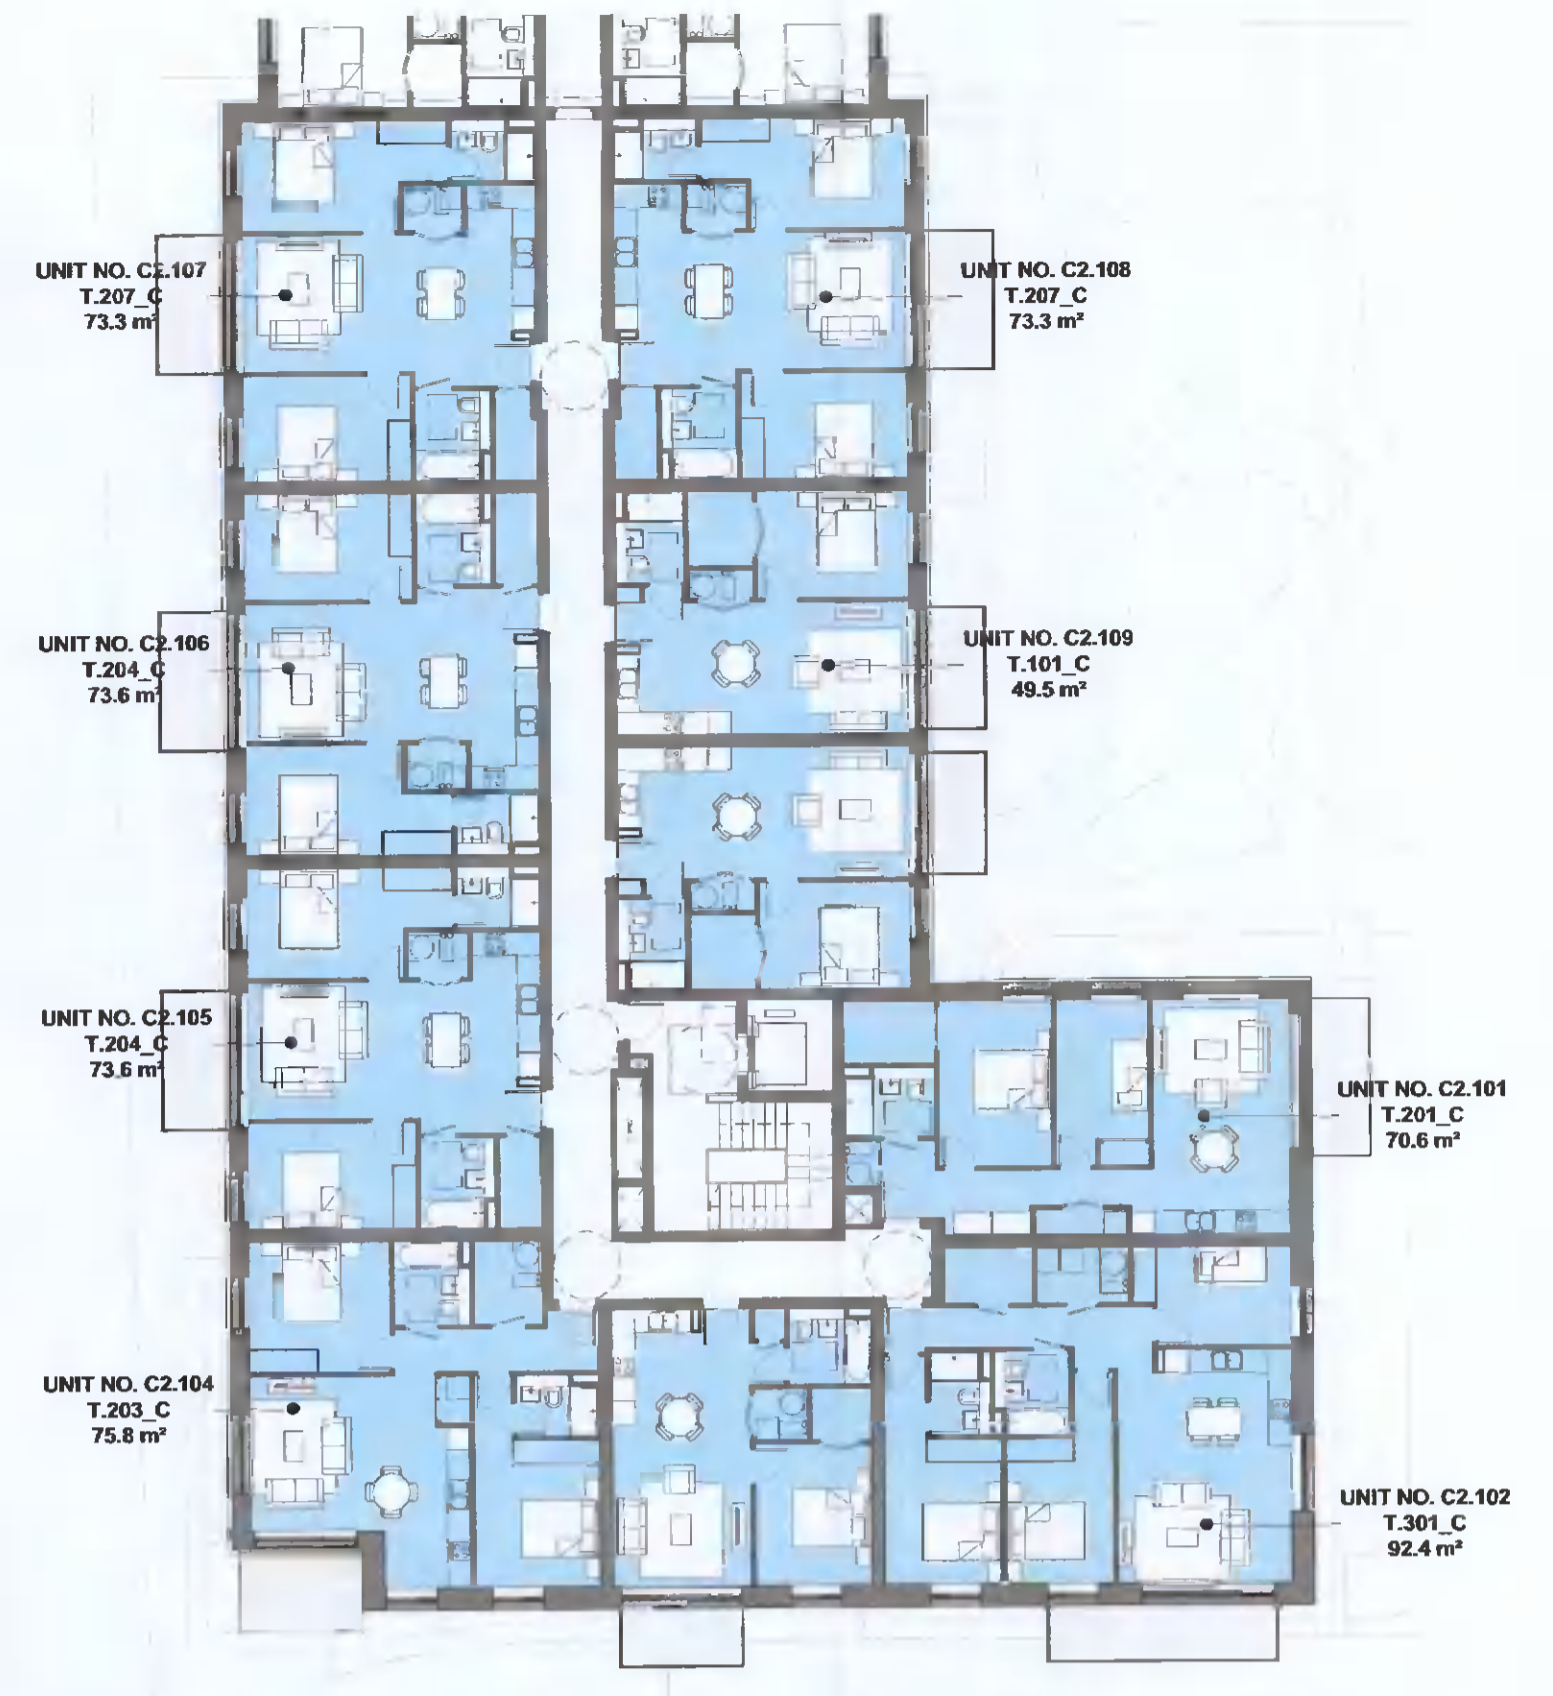 UNIT NO. C2.107
T.207_C
73.3 m²
UNIT NO. C2.108
T.207_C
73.3 m²
UNIT NO. C2.106
T.204_C
73.6 m²
UNIT NO. C2.109
T.101_C
49.5 m²
UNIT NO. C2.105
T.204_C
73.6 m²
UNIT NO. C2.101
T.201_C
70.6 m²
UNIT NO. C2.104
T.203_C
75.8 m²
UNIT NO. C2.102
T.301_C
92.4 m²